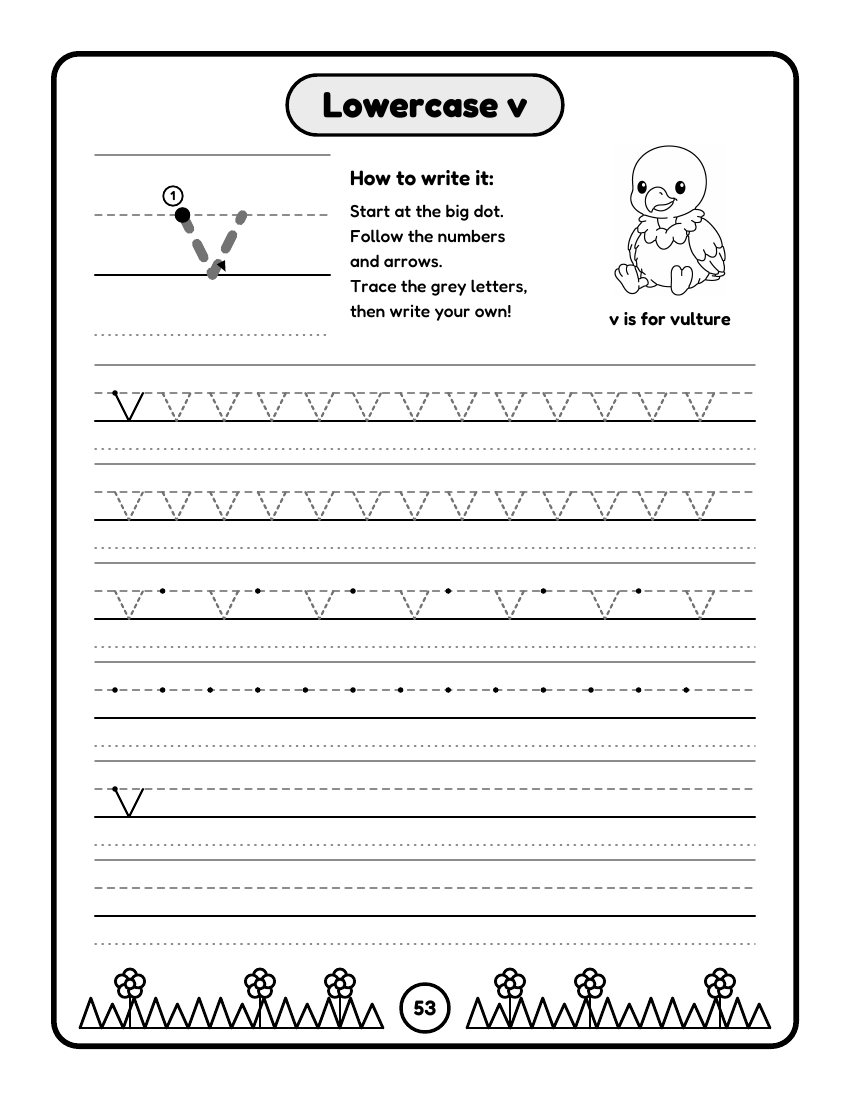 Lowercase v
1
v
How to write it:
Start at the big dot.
Follow the numbers
and arrows.
Trace the grey letters,
then write your own!
v is for vulture
v v v v v v v v v v v v v
v v v v v v v v v v v v v
v v v v v v v
v
53